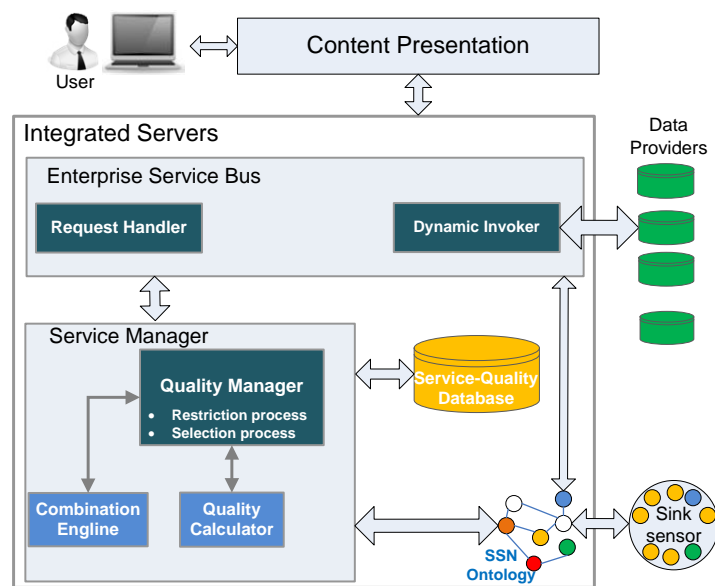 Content Presentation
User
Integrated Servers
Data
Providers
Enterprise Service Bus
Request Handler
Dynamic Invoker
Service Manager
Quality Manager
• Restriction process
• Selection process
Service-Quality
Database
Combination
Engline
Quality
Calculator
SSN
Ontology
Sink
sensor